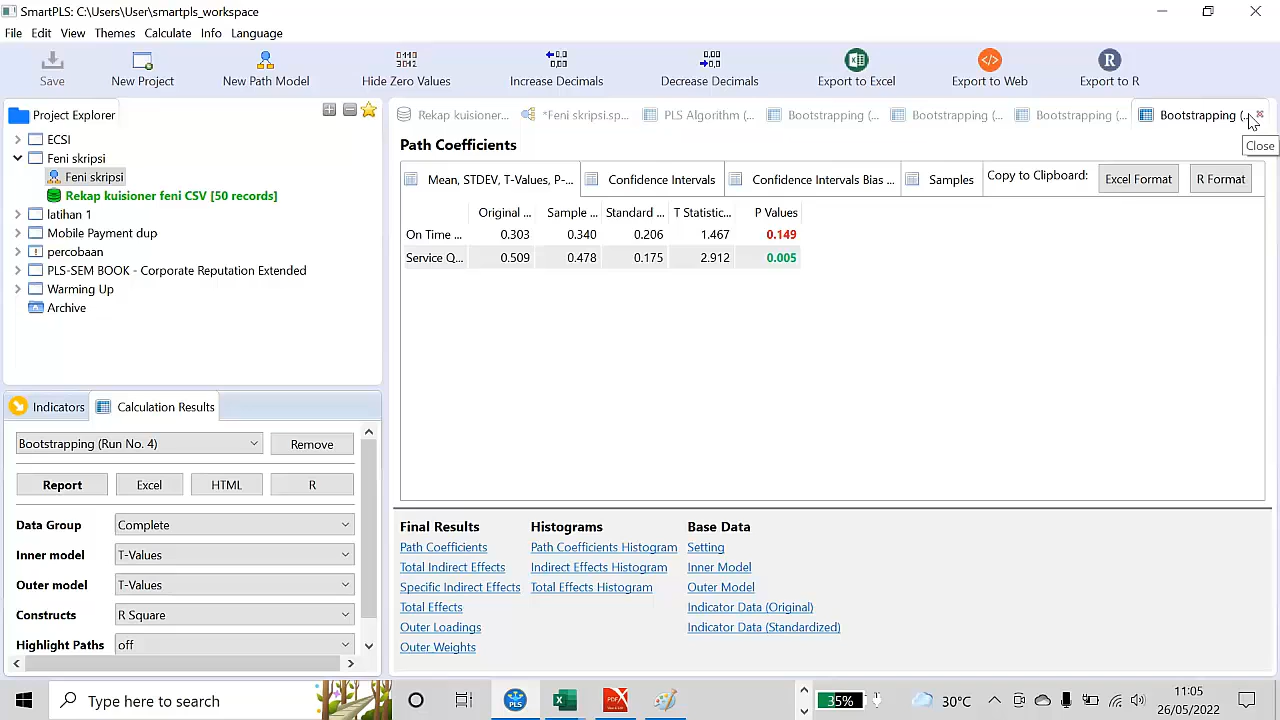 SmartPLS: C:\Users\User\smartpls_workspace
File Edit View Themes Calculate Info Language
Save New Project New Path Model Hide Zero Values Increase Decimals Decrease Decimals Export to Excel Export to Web Export to R
Project Explorer
ECSI
Feni skripsi
Feni skripsi
Rekap kuisioner feni CSV [50 records]
latihan 1
Mobile Payment dup
percobaan
PLS-SEM BOOK - Corporate Reputation Extended
Warming Up
Archive
Rekap kuisioner... *Feni skripsi.sp... PLS Algorithm (... Bootstrapping (... Bootstrapping (... Bootstrapping (... Bootstrapping (...
Close
Path Coefficients
Mean, STDEV, T-Values, P-... Confidence Intervals Confidence Intervals Bias ... Samples Copy to Clipboard: Excel Format R Format
Original ... Sample ... Standard ... T Statistic... P Values
On Time ... 0.303 0.340 0.206 1.467 0.149
Service Q... 0.509 0.478 0.175 2.912 0.005
Indicators Calculation Results
Bootstrapping (Run No. 4) Remove
Report Excel HTML R
Data Group Complete
Inner model T-Values
Outer model T-Values
Constructs R Square
Highlight Paths off
Final Results
Path Coefficients
Total Indirect Effects
Specific Indirect Effects
Total Effects
Outer Loadings
Outer Weights
Histograms
Path Coefficients Histogram
Indirect Effects Histogram
Total Effects Histogram
Base Data
Setting
Inner Model
Outer Model
Indicator Data (Original)
Indicator Data (Standardized)
Type here to search
PLS
PDF
35%
30°C
11:05
26/05/2022